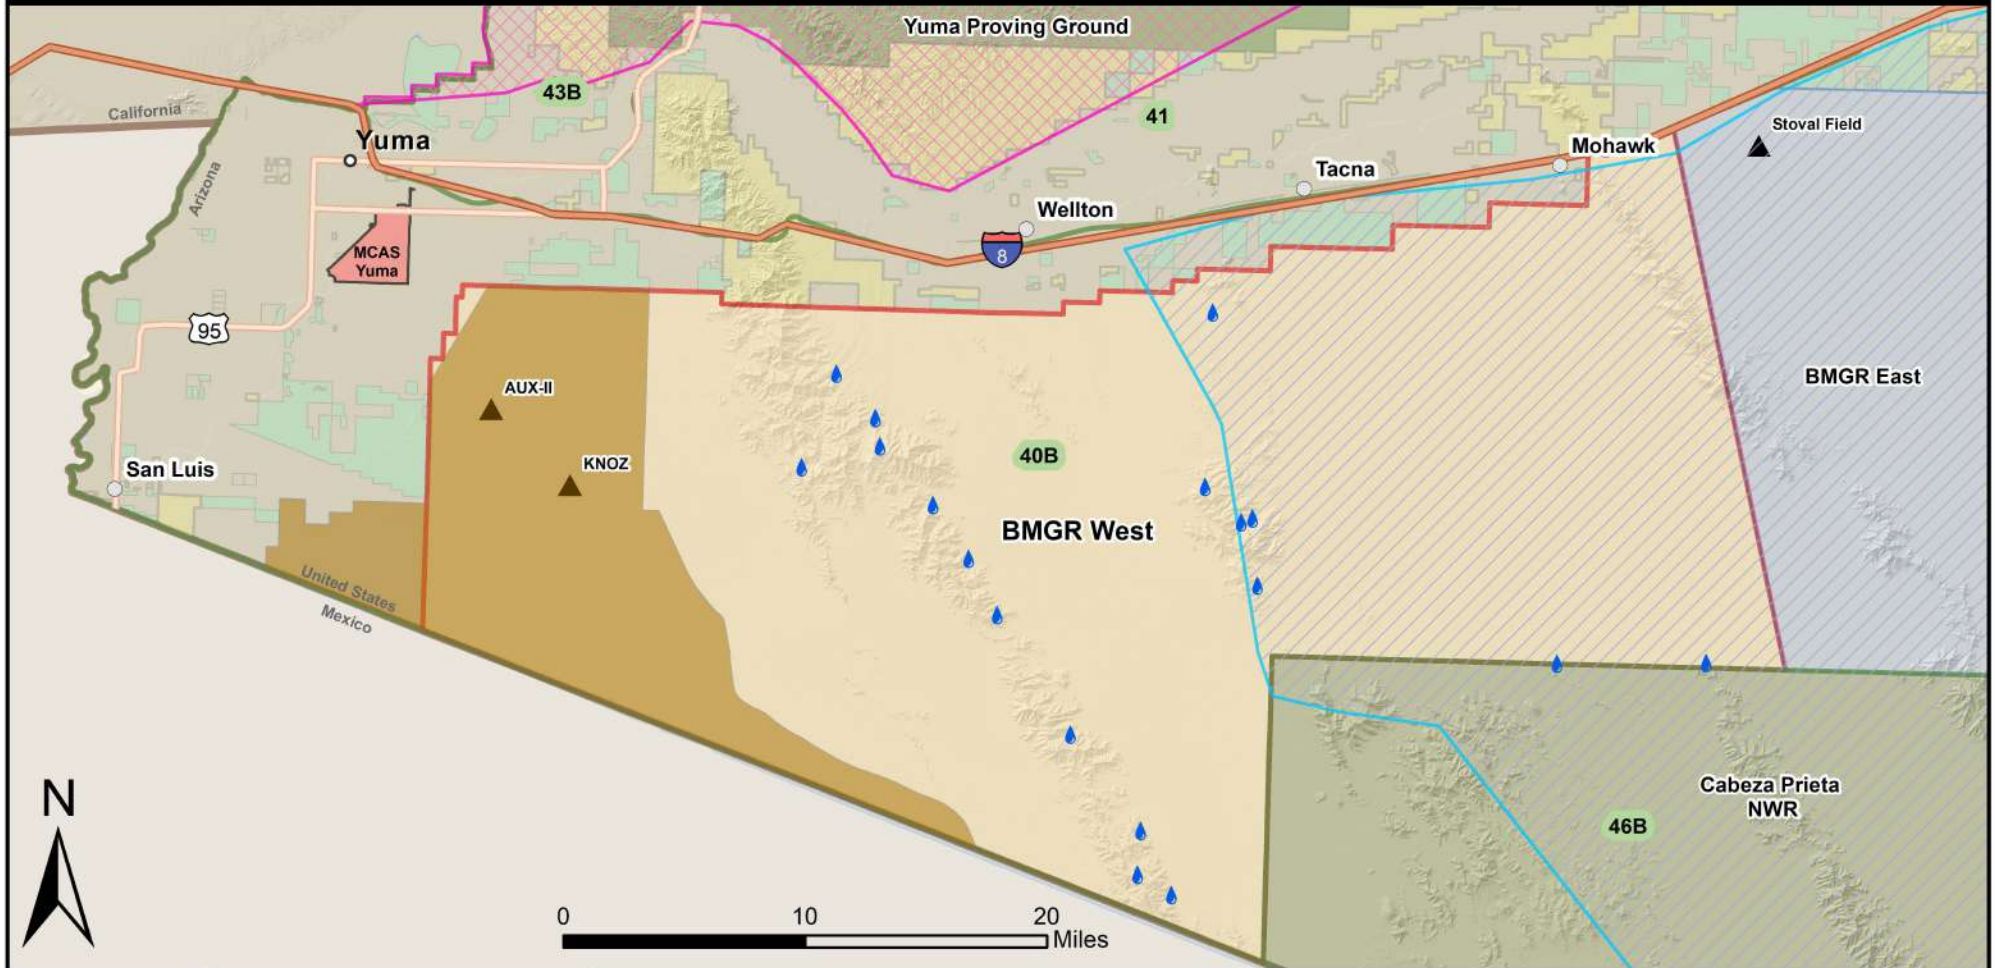 Yuma Proving Ground
43B
California
41
Stoval Field
Yuma
Mohawk
Tacna
Arizona
Wellton
MCAS
Yuma
8
95
BMGR East
AUX-II
40B
KNOZ
San Luis
BMGR West
United States
Mexico
Cabeza Prieta
NWR
46B
N
0 10 20
Miles